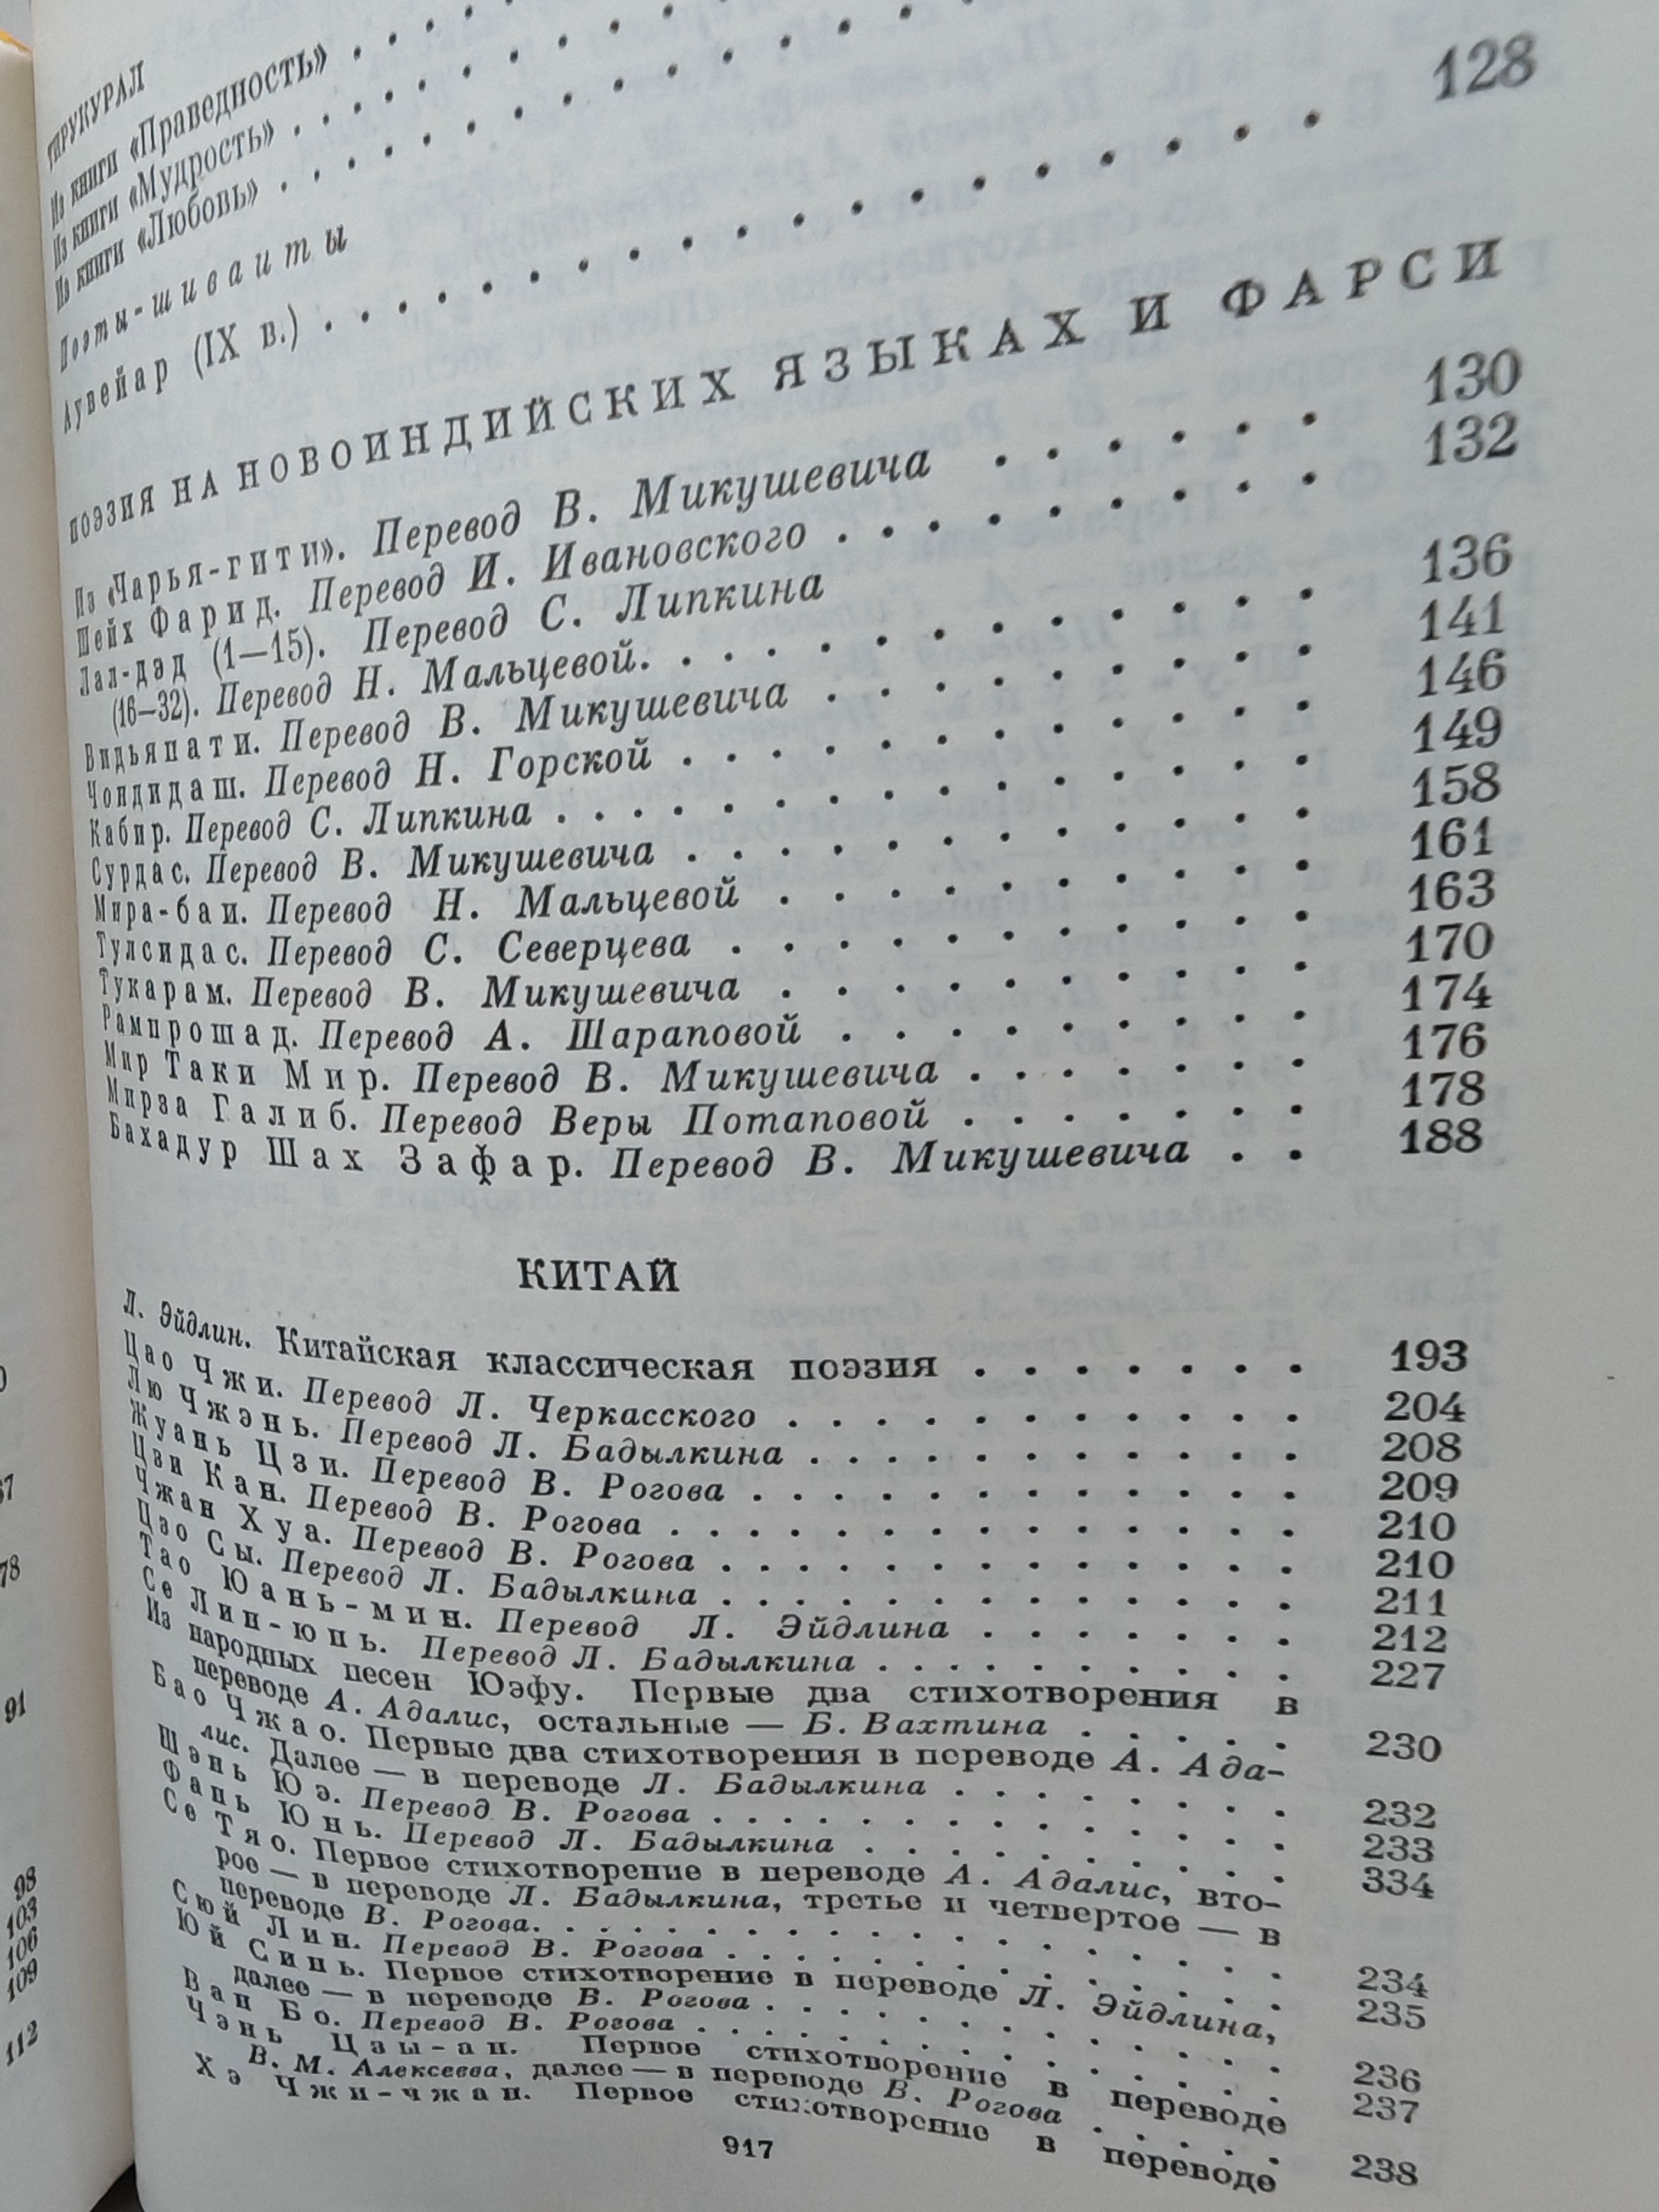 ТИРУКУРАЛ
Из книги «Праведность» . . .
Из книги «Мудрость» . . . . . . .
Из книги «Любовь» . . . . . . . . . .
Поэты-шиваиты
Аувейар (IX в.) . . . . . . . . . . . . . . . . 128
ПОЭЗИЯ НА НОВОИНДИЙСКИХ ЯЗЫКАХ И ФАРСИ
Из «Чарья-гити». Перевод В. Микушевича . . . . . . 130
Шейх Фарид. Перевод И. Ивановского . . . . . . . . 132
Лал-дэд (1—15). Перевод С. Липкина
(16—32). Перевод Н. Мальцевой. . . . . . . . . . . . 136
Видьяпати. Перевод В. Микушевича . . . . . . . . . 141
Чондидаш. Перевод Н. Горской . . . . . . . . . . . 146
Кабир. Перевод С. Липкина . . . . . . . . . . . . . 149
Сурдас. Перевод В. Микушевича . . . . . . . . . . . 158
Мира-баи. Перевод Н. Мальцевой . . . . . . . . . . 161
Тулсидас. Перевод С. Северцева . . . . . . . . . . . 163
Тукарам. Перевод В. Микушевича . . . . . . . . . . 170
Рампрошад. Перевод А. Шараповой . . . . . . . . . 174
Мир Таки Мир. Перевод В. Микушевича . . . . . . . 176
Мирза Галиб. Перевод Веры Потаповой . . . . . . . 178
Бахадур Шах Зафар. Перевод В. Микушевича . . 188
КИТАЙ
Л. Эйдлин. Китайская классическая поэзия . . . . . . . 193
Цао Чжи. Перевод Л. Черкасского . . . . . . . . . . . 204
Лю Чжэнь. Перевод Л. Бадылкина . . . . . . . . . . . 208
Жуань Цзи. Перевод В. Рогова . . . . . . . . . . . . 209
Цзи Кан. Перевод В. Рогова . . . . . . . . . . . . . . 210
Чжан Хуа. Перевод В. Рогова . . . . . . . . . . . . . 210
Цзо Сы. Перевод Л. Бадылкина . . . . . . . . . . . . 211
Тао Юань-мин. Перевод Л. Эйдлина . . . . . . . 212
Се Лин-юнь. Перевод Л. Бадылкина . . . . . . . . . . 227
Из народных песен Юэфу. Первые два стихотворения в
переводе А. Адалис, остальные — Б. Вахтина . . . . . 230
Бао Чжао. Первые два стихотворения в переводе А. Ада-
лис. Далее — в переводе Л. Бадылкина . . . . . . . . 232
Шэнь Юэ. Перевод В. Рогова . . . . . . . . . . . . . 233
Фань Юнь. Перевод Л. Бадылкина . . . . . . . . . 334
Се Тяо. Первое стихотворение в переводе А. Адалис, вто-
рое — в переводе Л. Бадылкина, третье и четвертое — в
переводе В. Рогова. . . . . . . . . . . . . . . . . . . 234
Сюй Лин. Перевод В. Рогова . . . . . . . . . . . . . 235
Юй Синь. Первое стихотворение в переводе Л. Эйдлина,
далее — в переводе В. Рогова . . . . . . . . . . . . . 236
Ван Бо. Перевод В. Рогова . . . . . . . . . . . . . . 237
Чэнь Цзы-ан. Первое стихотворение в переводе
В. М. Алексеева, далее — в переводе В. Рогова . . . . . 238
Хэ Чжи-чжан. Первое стихотворение в переводе
917
67
78
91
98
103
106
109
112